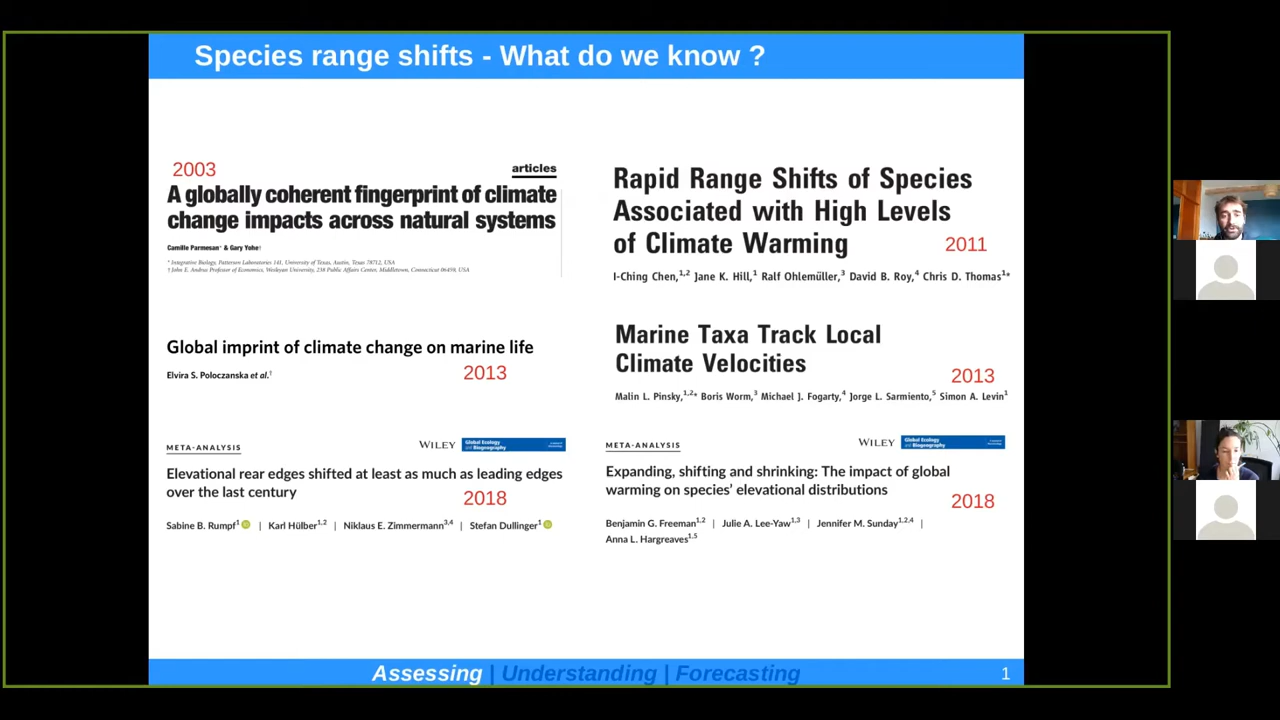 Species range shifts - What do we know ?
2003
articles
A globally coherent fingerprint of climate
change impacts across natural systems
Camille Parmesan* & Gary Yohe†
* Integrative Biology, Patterson Laboratories 141, University of Texas, Austin, Texas 78712, USA
† John E. Andrus Professor of Economics, Wesleyan University, 238 Public Affairs Center, Middletown, Connecticut 06459, USA
Rapid Range Shifts of Species
Associated with High Levels
of Climate Warming
2011
I-Ching Chen,1,2 Jane K. Hill,1 Ralf Ohlemüller,3 David B. Roy,4 Chris D. Thomas1*
Global imprint of climate change on marine life
2013
Elvira S. Poloczanska et al.†
Marine Taxa Track Local
Climate Velocities
2013
Malin L. Pinsky,1,2* Boris Worm,3 Michael J. Fogarty,4 Jorge L. Sarmiento,5 Simon A. Levin1
META-ANALYSIS
WILEY
Global Ecology
and Biogeography
Elevational rear edges shifted at least as much as leading edges
over the last century
2018
Sabine B. Rumpf1 | Karl Hülber1,2 | Niklaus E. Zimmermann3,4 | Stefan Dullinger1
META-ANALYSIS
WILEY
Global Ecology
and Biogeography
Expanding, shifting and shrinking: The impact of global
warming on species’ elevational distributions
2018
Benjamin G. Freeman1,2 | Julie A. Lee-Yaw1,3 | Jennifer M. Sunday1,2,4 |
Anna L. Hargreaves1,5
Assessing | Understanding | Forecasting
1